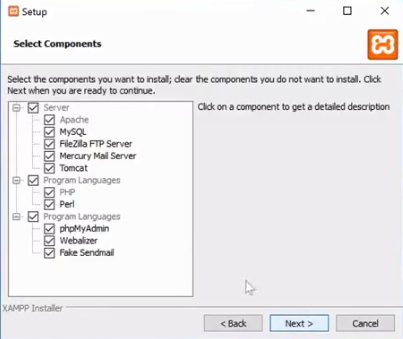 Setup
Select Components
Select the components you want to install; clear the components you do not want to install. Click
Next when you are ready to continue.
Server
Apache
MySQL
FileZilla FTP Server
Mercury Mail Server
Tomcat
Program Languages
PHP
Perl
Program Languages
phpMyAdmin
Webalizer
Fake Sendmail
Click on a component to get a detailed description
XAMPP Installer
< Back
Next >
Cancel